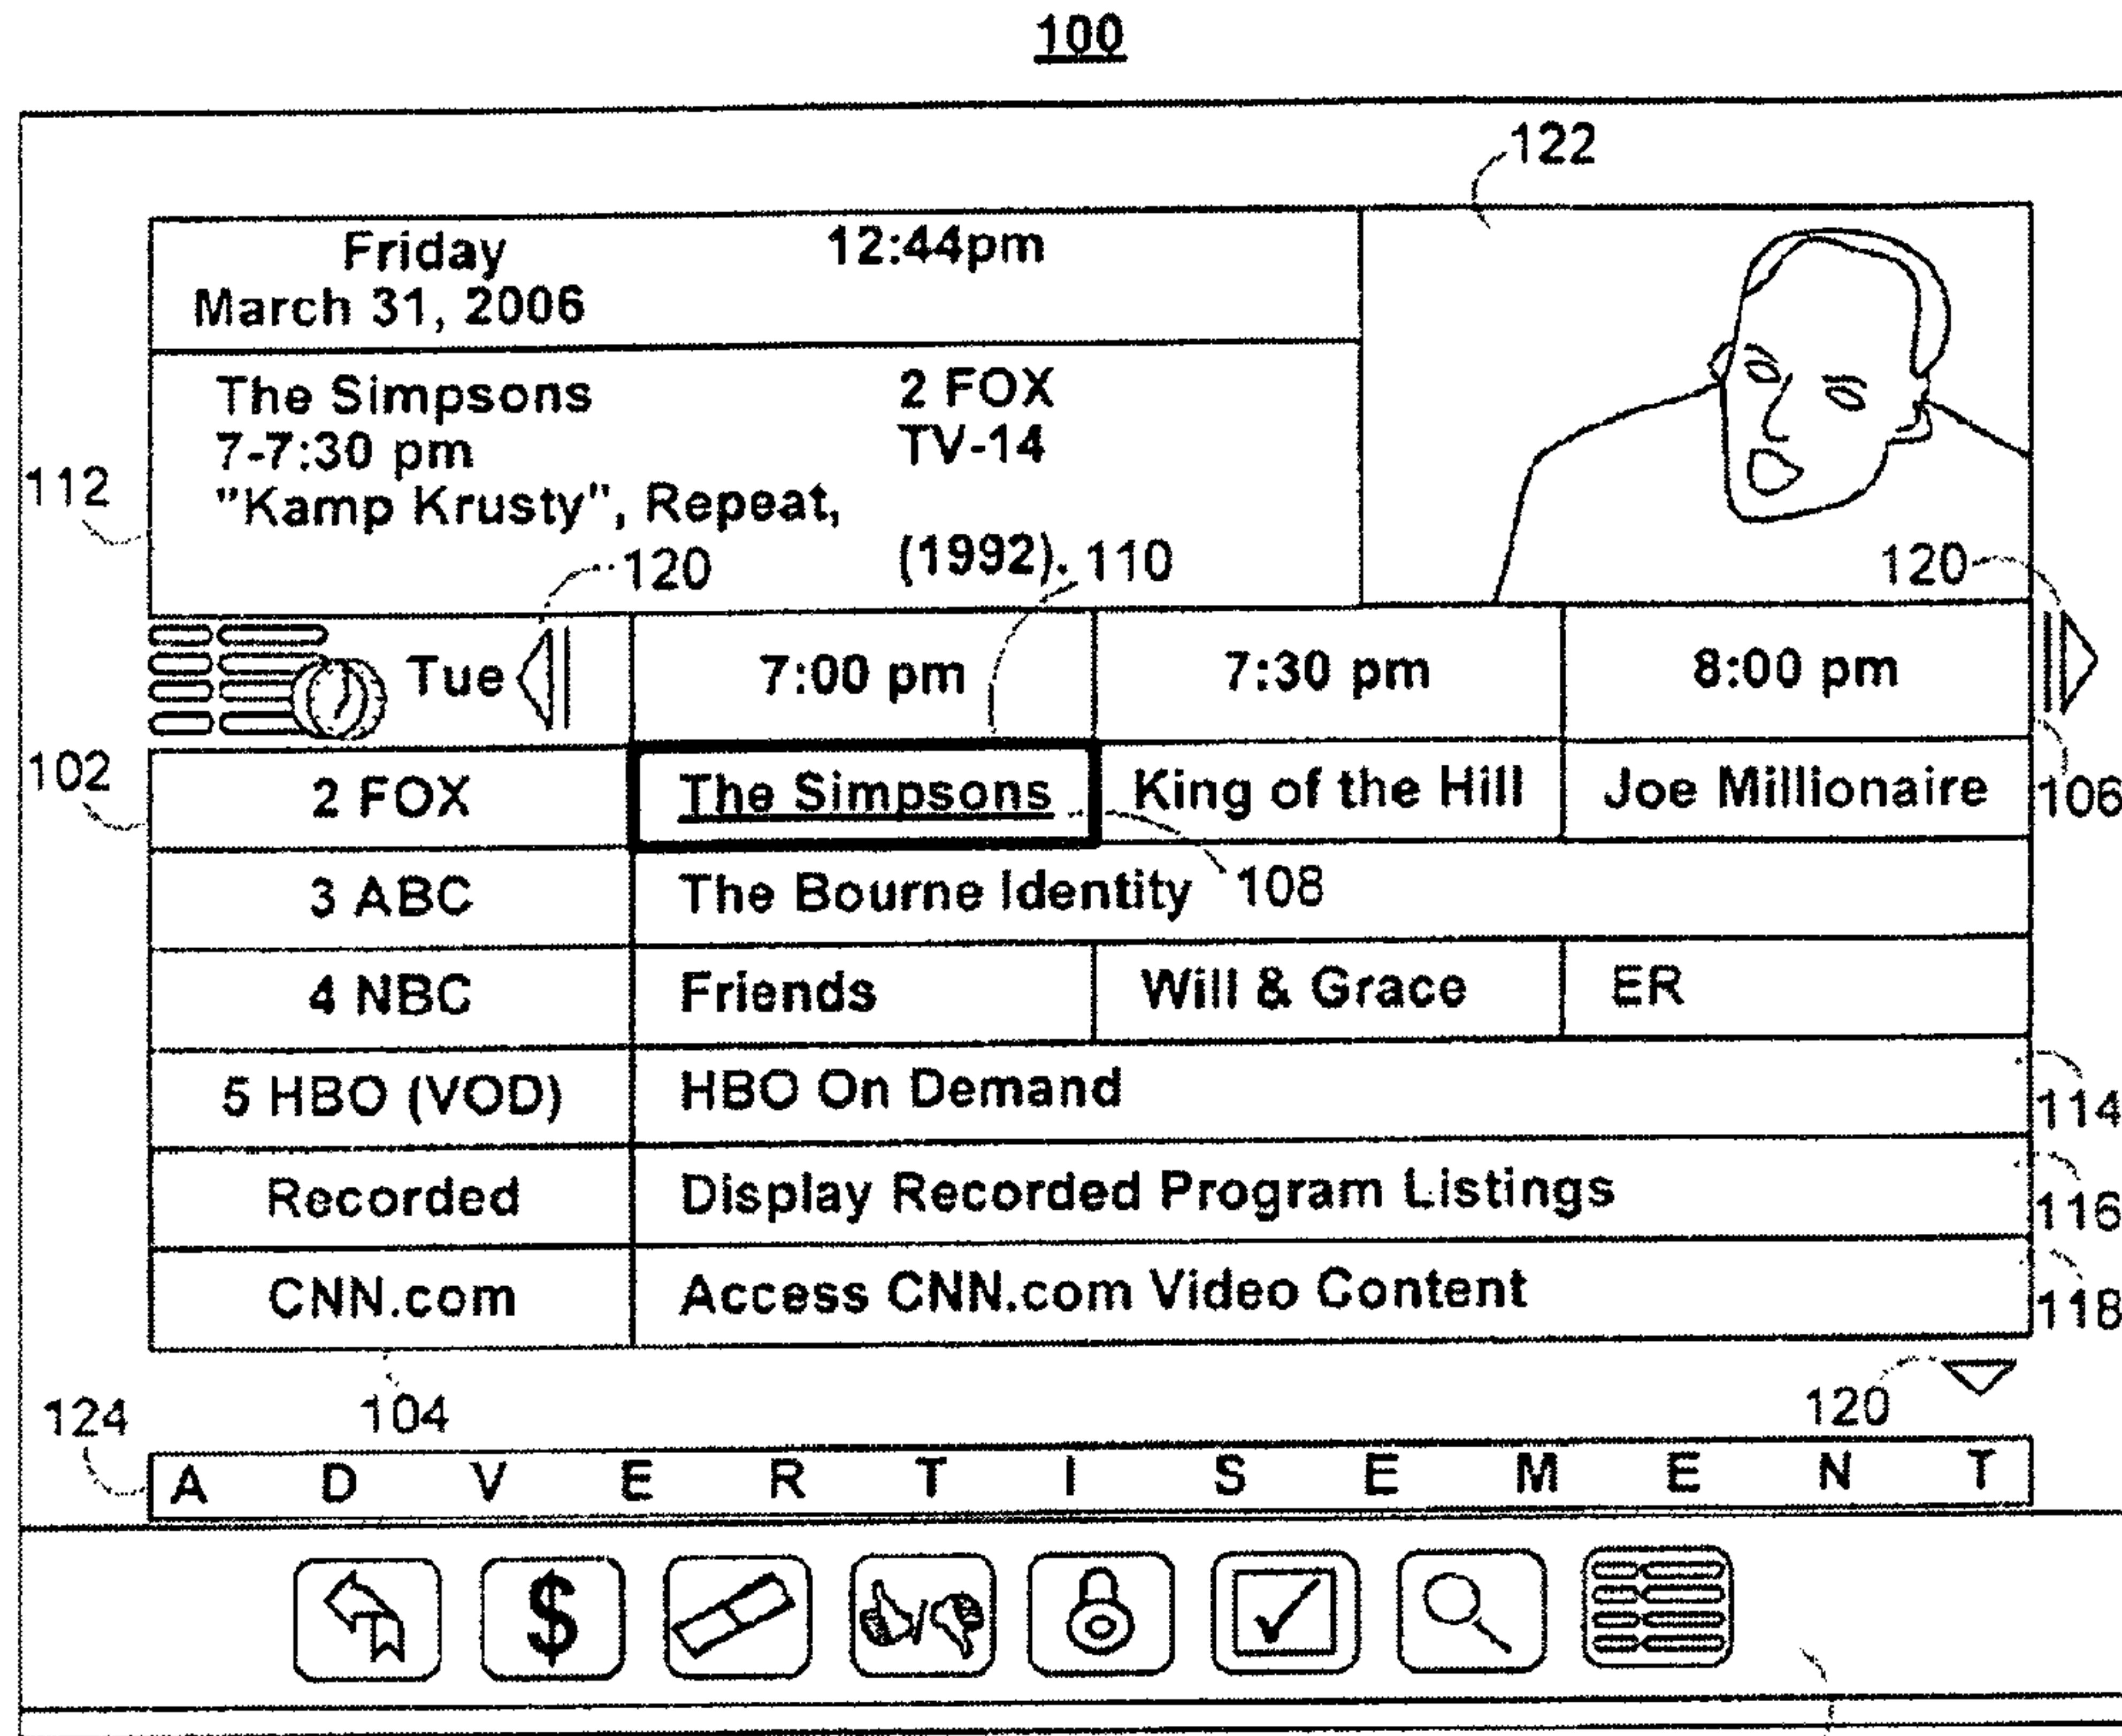 100
122
Friday 12:44pm
March 31, 2006
The Simpsons 2 FOX
7-7:30 pm TV-14
112
"Kamp Krusty", Repeat,
(1992).
120 110 120
Tue 7:00 pm 7:30 pm 8:00 pm
102
2 FOX The Simpsons King of the Hill Joe Millionaire
106
3 ABC The Bourne Identity 108
4 NBC Friends Will & Grace ER
5 HBO (VOD) HBO On Demand
114
Recorded Display Recorded Program Listings
116
CNN.com Access CNN.com Video Content
118
124 104 120
A D V E R T I S E M E N T
$